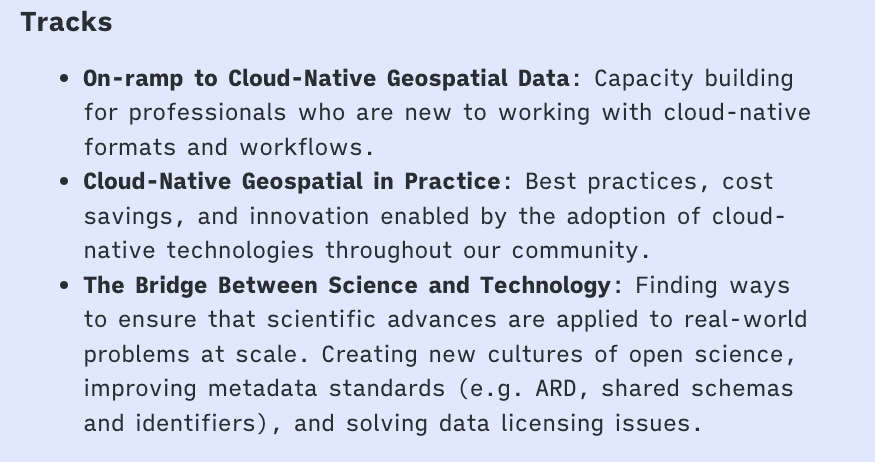 Tracks
• On-ramp to Cloud-Native Geospatial Data: Capacity building
for professionals who are new to working with cloud-native
formats and workflows.
• Cloud-Native Geospatial in Practice: Best practices, cost
savings, and innovation enabled by the adoption of cloud-
native technologies throughout our community.
• The Bridge Between Science and Technology: Finding ways
to ensure that scientific advances are applied to real-world
problems at scale. Creating new cultures of open science,
improving metadata standards (e.g. ARD, shared schemas
and identifiers), and solving data licensing issues.